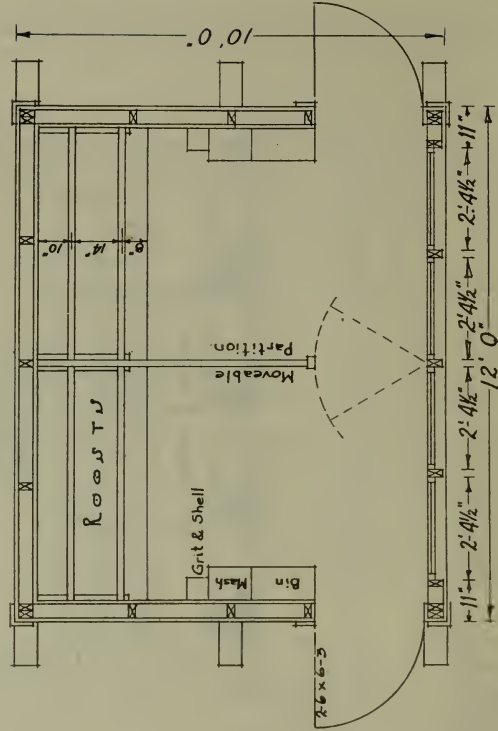 10' 0"
10"
14"
8"
ROOSTS
Moveable
Partition.
Grit & Shell
Mash
Bin
2-6 x 6-3
11"
2'-4½"
2'-4½"
2'-4½"
2'-4½"
11"
12' 0"